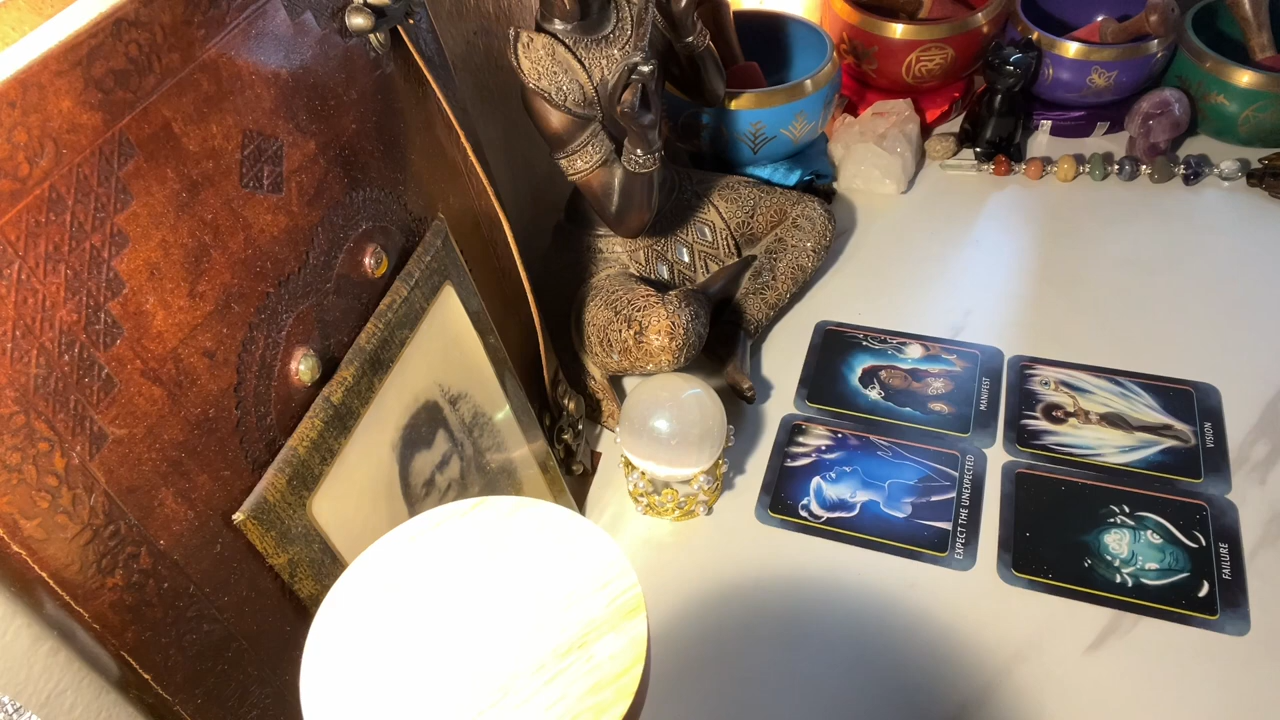 MANIFEST
VISION
EXPECT THE UNEXPECTED
FAILURE